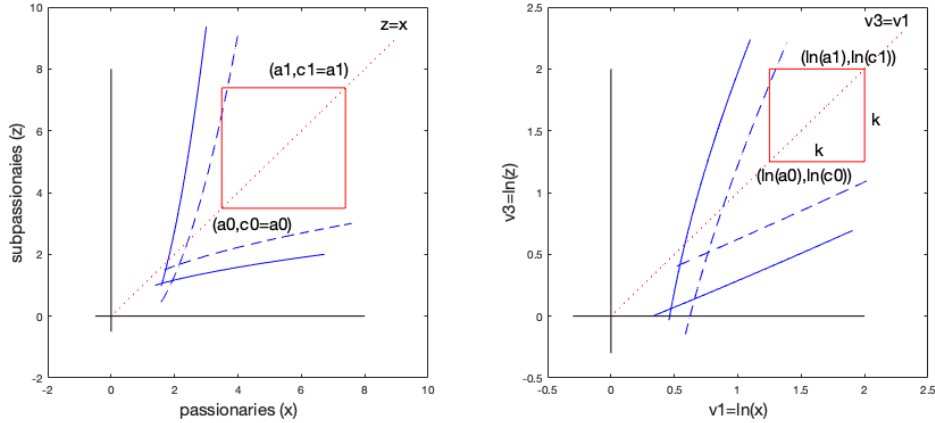 z=x
(a1,c1=a1)
(a0,c0=a0)
10
8
6
4
2
0
-2
-2
0
2
4
6
8
10
subpassionaies (z)
passionaries (x)
v3=v1
(ln(a1),ln(c1))
k
k
(ln(a0),ln(c0))
2.5
2
1.5
1
0.5
0
-0.5
-0.5
0
0.5
1
1.5
2
2.5
v3=ln(z)
v1=ln(x)